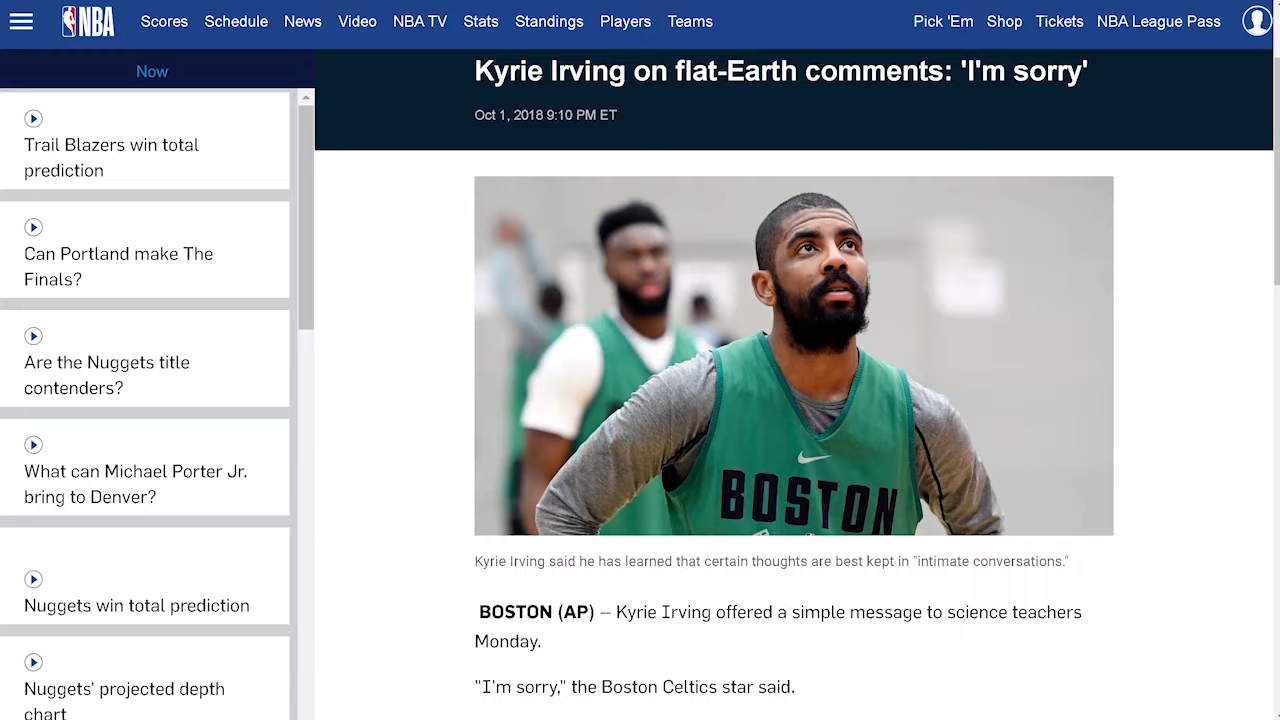 NBA
Scores Schedule News Video NBA TV Stats Standings Players Teams
Pick 'Em Shop Tickets NBA League Pass
Now
Trail Blazers win total
prediction
Can Portland make The
Finals?
Are the Nuggets title
contenders?
What can Michael Porter Jr.
bring to Denver?
Nuggets win total prediction
Nuggets' projected depth
chart
Kyrie Irving on flat-Earth comments: 'I'm sorry'
Oct 1, 2018 9:10 PM ET
BOSTON
Kyrie Irving said he has learned that certain thoughts are best kept in "intimate conversations."
BOSTON (AP) -- Kyrie Irving offered a simple message to science teachers
Monday.
"I'm sorry," the Boston Celtics star said.